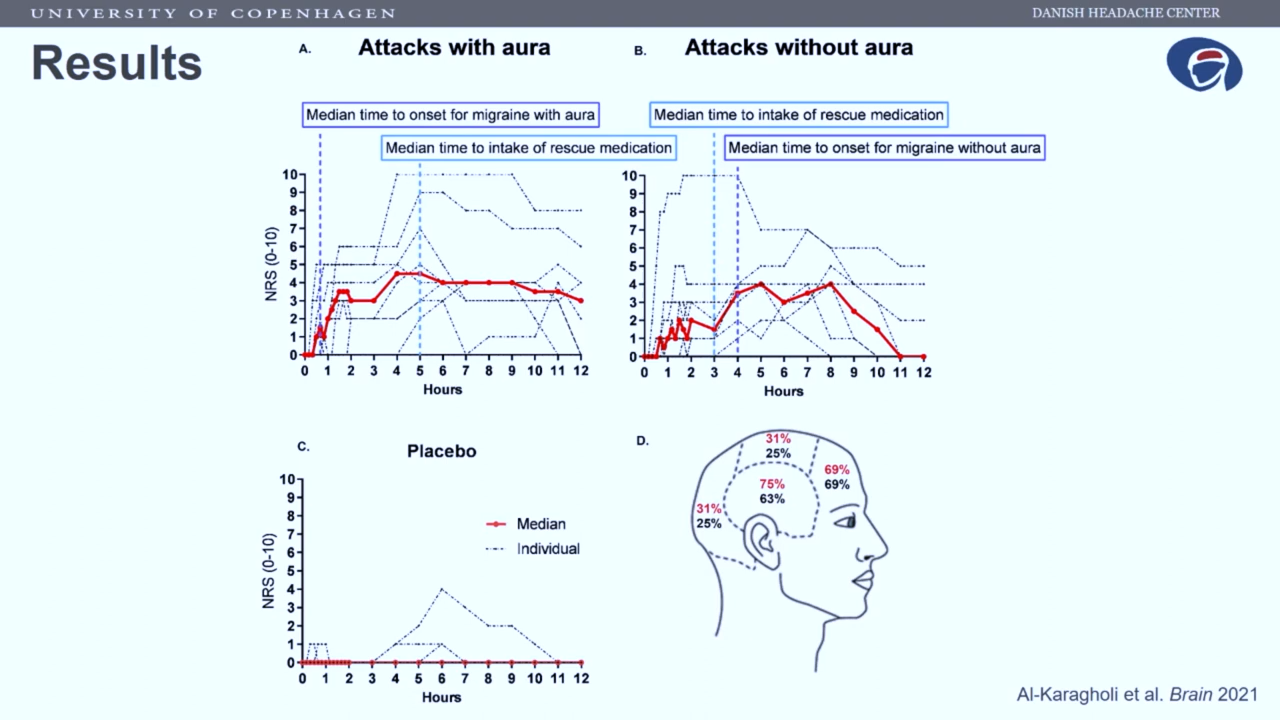 UNIVERSITY OF COPENHAGEN
DANISH HEADACHE CENTER
Results
A.
Attacks with aura
Median time to onset for migraine with aura
Median time to intake of rescue medication
NRS (0-10)
10
9
8
7
6
5
4
3
2
1
0
0 1 2 3 4 5 6 7 8 9 10 11 12
Hours
B.
Attacks without aura
Median time to intake of rescue medication
Median time to onset for migraine without aura
10
9
8
7
6
5
4
3
2
1
0
0 1 2 3 4 5 6 7 8 9 10 11 12
Hours
C.
Placebo
NRS (0-10)
10
9
8
7
6
5
4
3
2
1
0
Median
Individual
0 1 2 3 4 5 6 7 8 9 10 11 12
Hours
D.
31%
25%
69%
69%
75%
63%
31%
25%
Al-Karagholi et al. Brain 2021